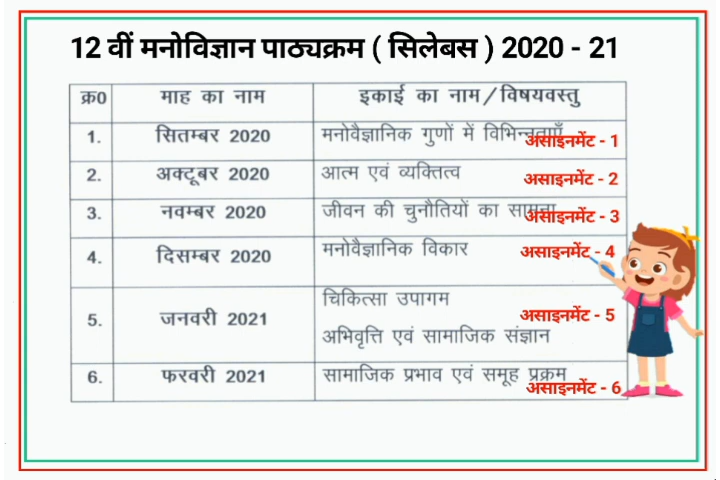 12 वीं मनोविज्ञान पाठ्यक्रम ( सिलेबस ) 2020 - 21
क्र0 माह का नाम इकाई का नाम/विषयवस्तु
1. सितम्बर 2020 मनोवैज्ञानिक गुणों में असाइनमेंट - 1
2. अक्टूबर 2020 आत्म एवं व्यक्तित्व असाइनमेंट - 2
3. नवम्बर 2020 जीवन की चुनौतियों का सामना असाइनमेंट - 3
4. दिसम्बर 2020 मनोवैज्ञानिक विकार असाइनमेंट - 4
चिकित्सा उपागम
5. जनवरी 2021 असाइनमेंट - 5
अभिवृत्ति एवं सामाजिक संज्ञान
6. फरवरी 2021 सामाजिक प्रभाव एवं समूह प्रक्रम असाइनमेंट - 6